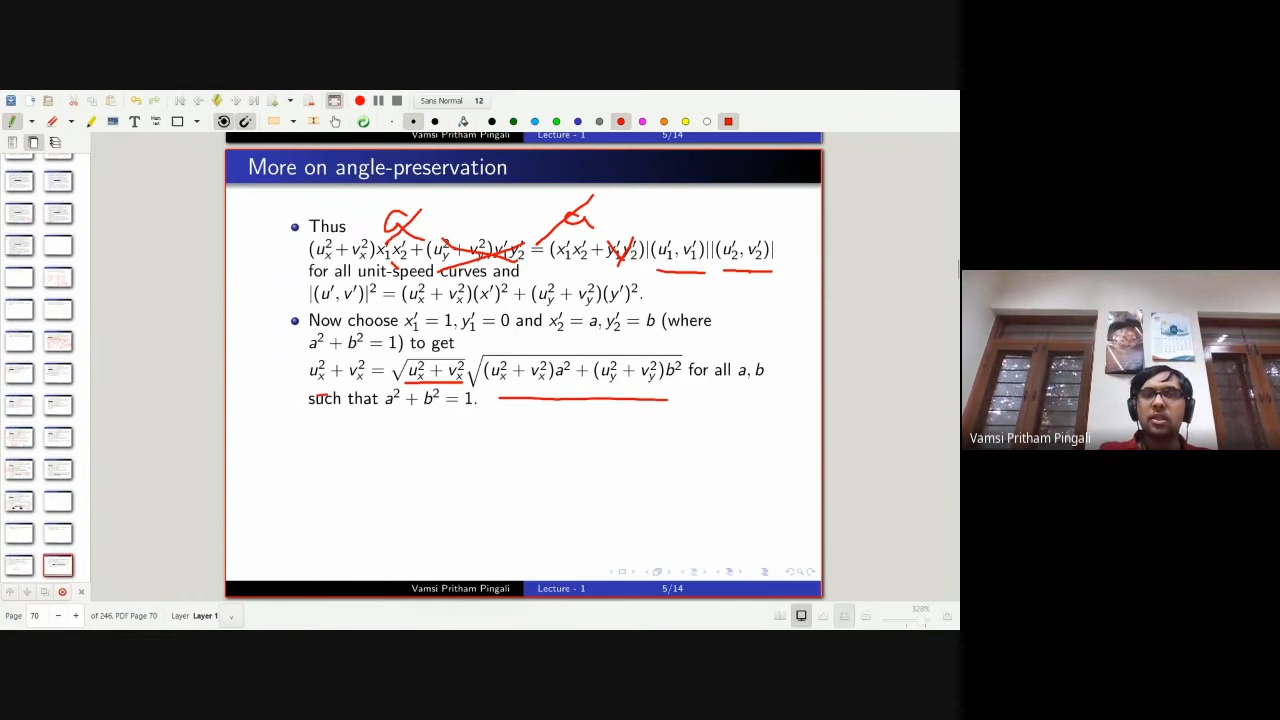 Sans Normal 12
Vamsi Pritham Pingali Lecture - 1 5/14
More on angle-preservation
Thus
(u_x^2 + v_x^2)x_1'x_2' + (u_y^2 + v_y^2)y_1'y_2' = (x_1'x_2' + y_1'y_2')|(u_1', v_1')||(u_2', v_2')|
a a
for all unit-speed curves and
|(u', v')|^2 = (u_x^2 + v_x^2)(x')^2 + (u_y^2 + v_y^2)(y')^2.
Now choose x_1' = 1, y_1' = 0 and x_2' = a, y_2' = b (where
a^2 + b^2 = 1) to get
u_x^2 + v_x^2 = √(u_x^2 + v_x^2) √((u_x^2 + v_x^2)a^2 + (u_y^2 + v_y^2)b^2) for all a, b
such that a^2 + b^2 = 1.
Vamsi Pritham Pingali Lecture - 1 5/14
Page 70 of 246, PDF Page 70 Layer Layer 1 328%
Vamsi Pritham Pingali